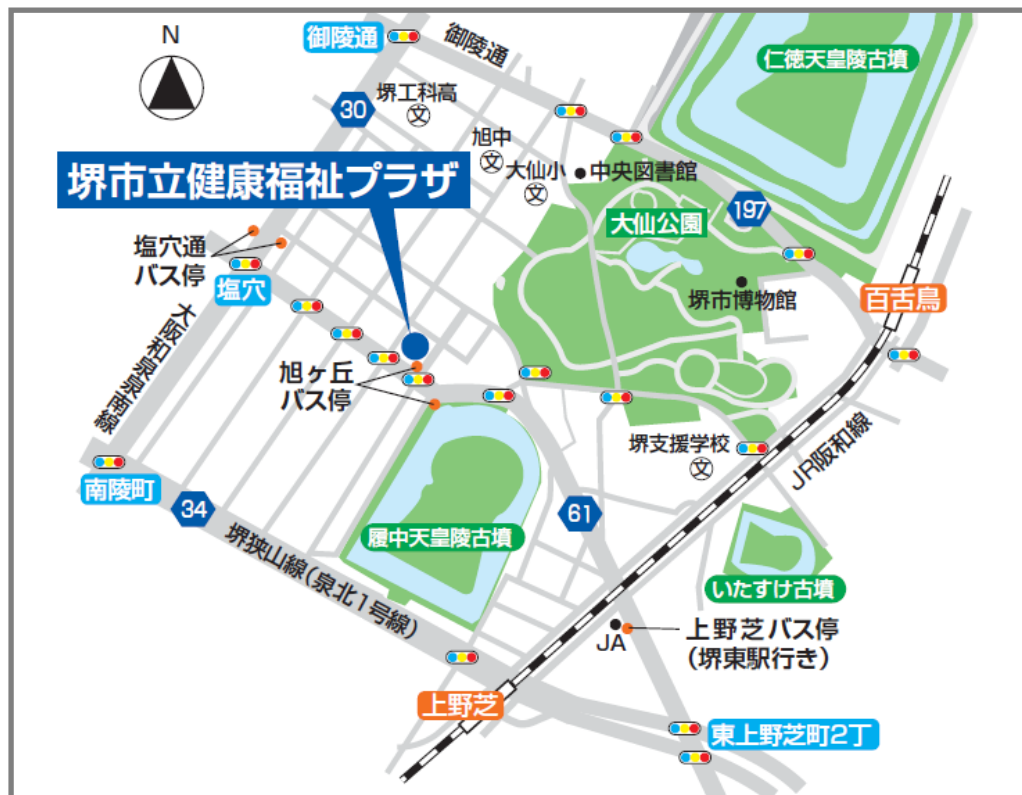 N
御陵通
御陵通
仁徳天皇陵古墳
30
堺工科高
文
旭中
文
大仙小
文
中央図書館
堺市立健康福祉プラザ
大仙公園
197
塩穴通
バス停
塩穴
堺市博物館
百舌鳥
大阪和泉泉南線
旭ヶ丘
バス停
堺支援学校
文
JR阪和線
南陵町
34
61
履中天皇陵古墳
堺狭山線(泉北1号線)
いたすけ古墳
JA
上野芝バス停
(堺東駅行き)
上野芝
東上野芝町2丁